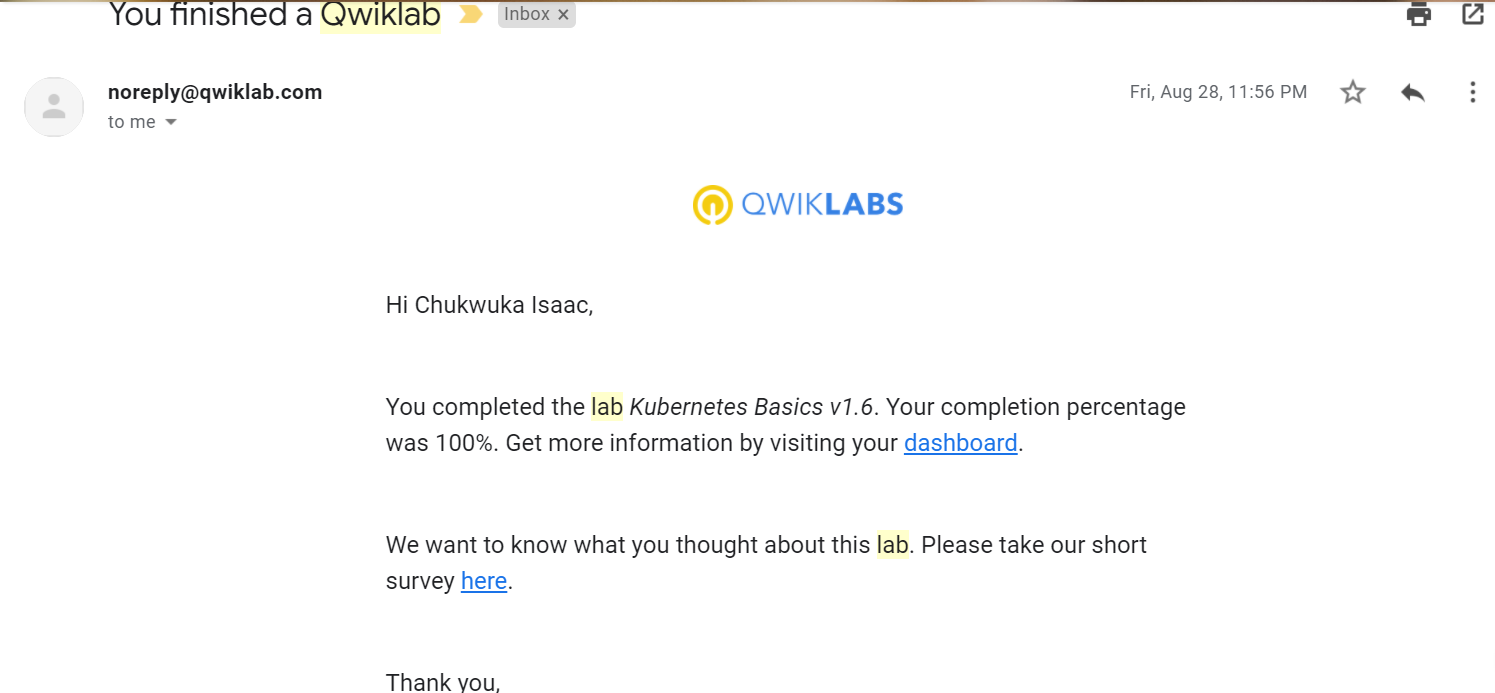 You finished a Qwiklab
Inbox ×
noreply@qwiklab.com
Fri, Aug 28, 11:56 PM
to me
QWIKLABS
Hi Chukwuka Isaac,
You completed the lab Kubernetes Basics v1.6. Your completion percentage
was 100%. Get more information by visiting your dashboard.
We want to know what you thought about this lab. Please take our short
survey here.
Thank you,